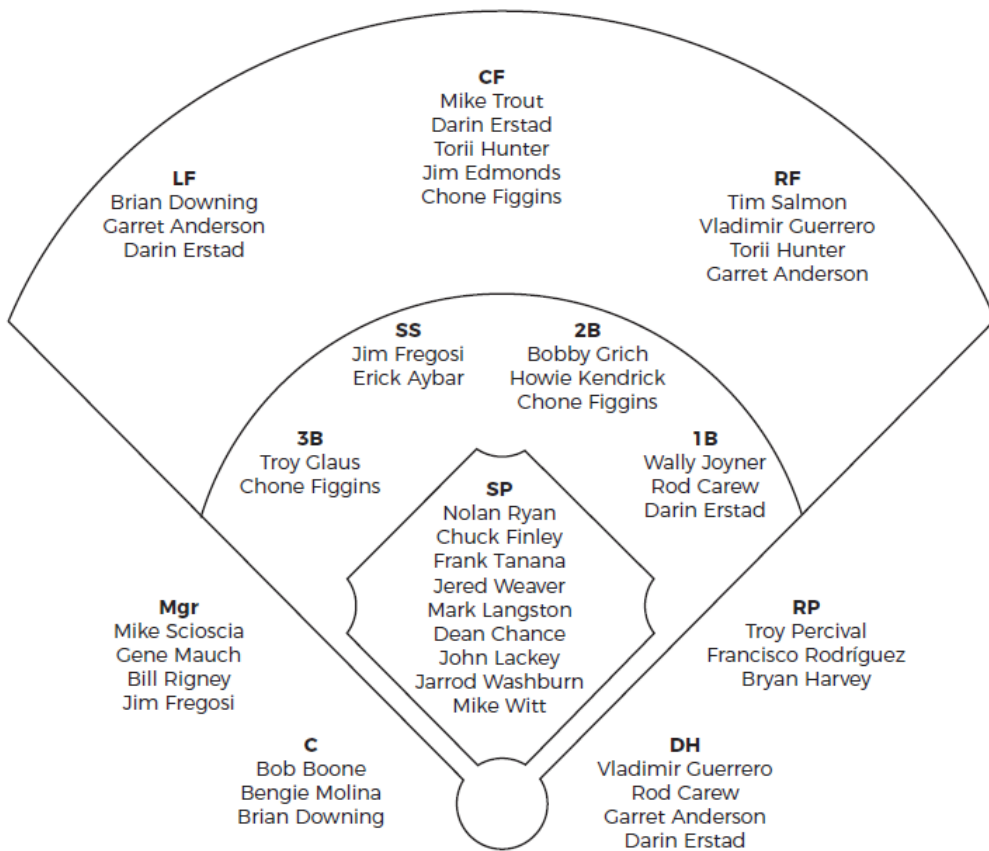 CF
Mike Trout
Darin Erstad
Torii Hunter
Jim Edmonds
Chone Figgins
LF
Brian Downing
Garret Anderson
Darin Erstad
RF
Tim Salmon
Vladimir Guerrero
Torii Hunter
Garret Anderson
SS
Jim Fregosi
Erick Aybar
2B
Bobby Grich
Howie Kendrick
Chone Figgins
3B
Troy Glaus
Chone Figgins
1B
Wally Joyner
Rod Carew
Darin Erstad
SP
Nolan Ryan
Chuck Finley
Frank Tanana
Jered Weaver
Mark Langston
Dean Chance
John Lackey
Jarrod Washburn
Mike Witt
Mgr
Mike Scioscia
Gene Mauch
Bill Rigney
Jim Fregosi
RP
Troy Percival
Francisco Rodríguez
Bryan Harvey
C
Bob Boone
Bengie Molina
Brian Downing
DH
Vladimir Guerrero
Rod Carew
Garret Anderson
Darin Erstad